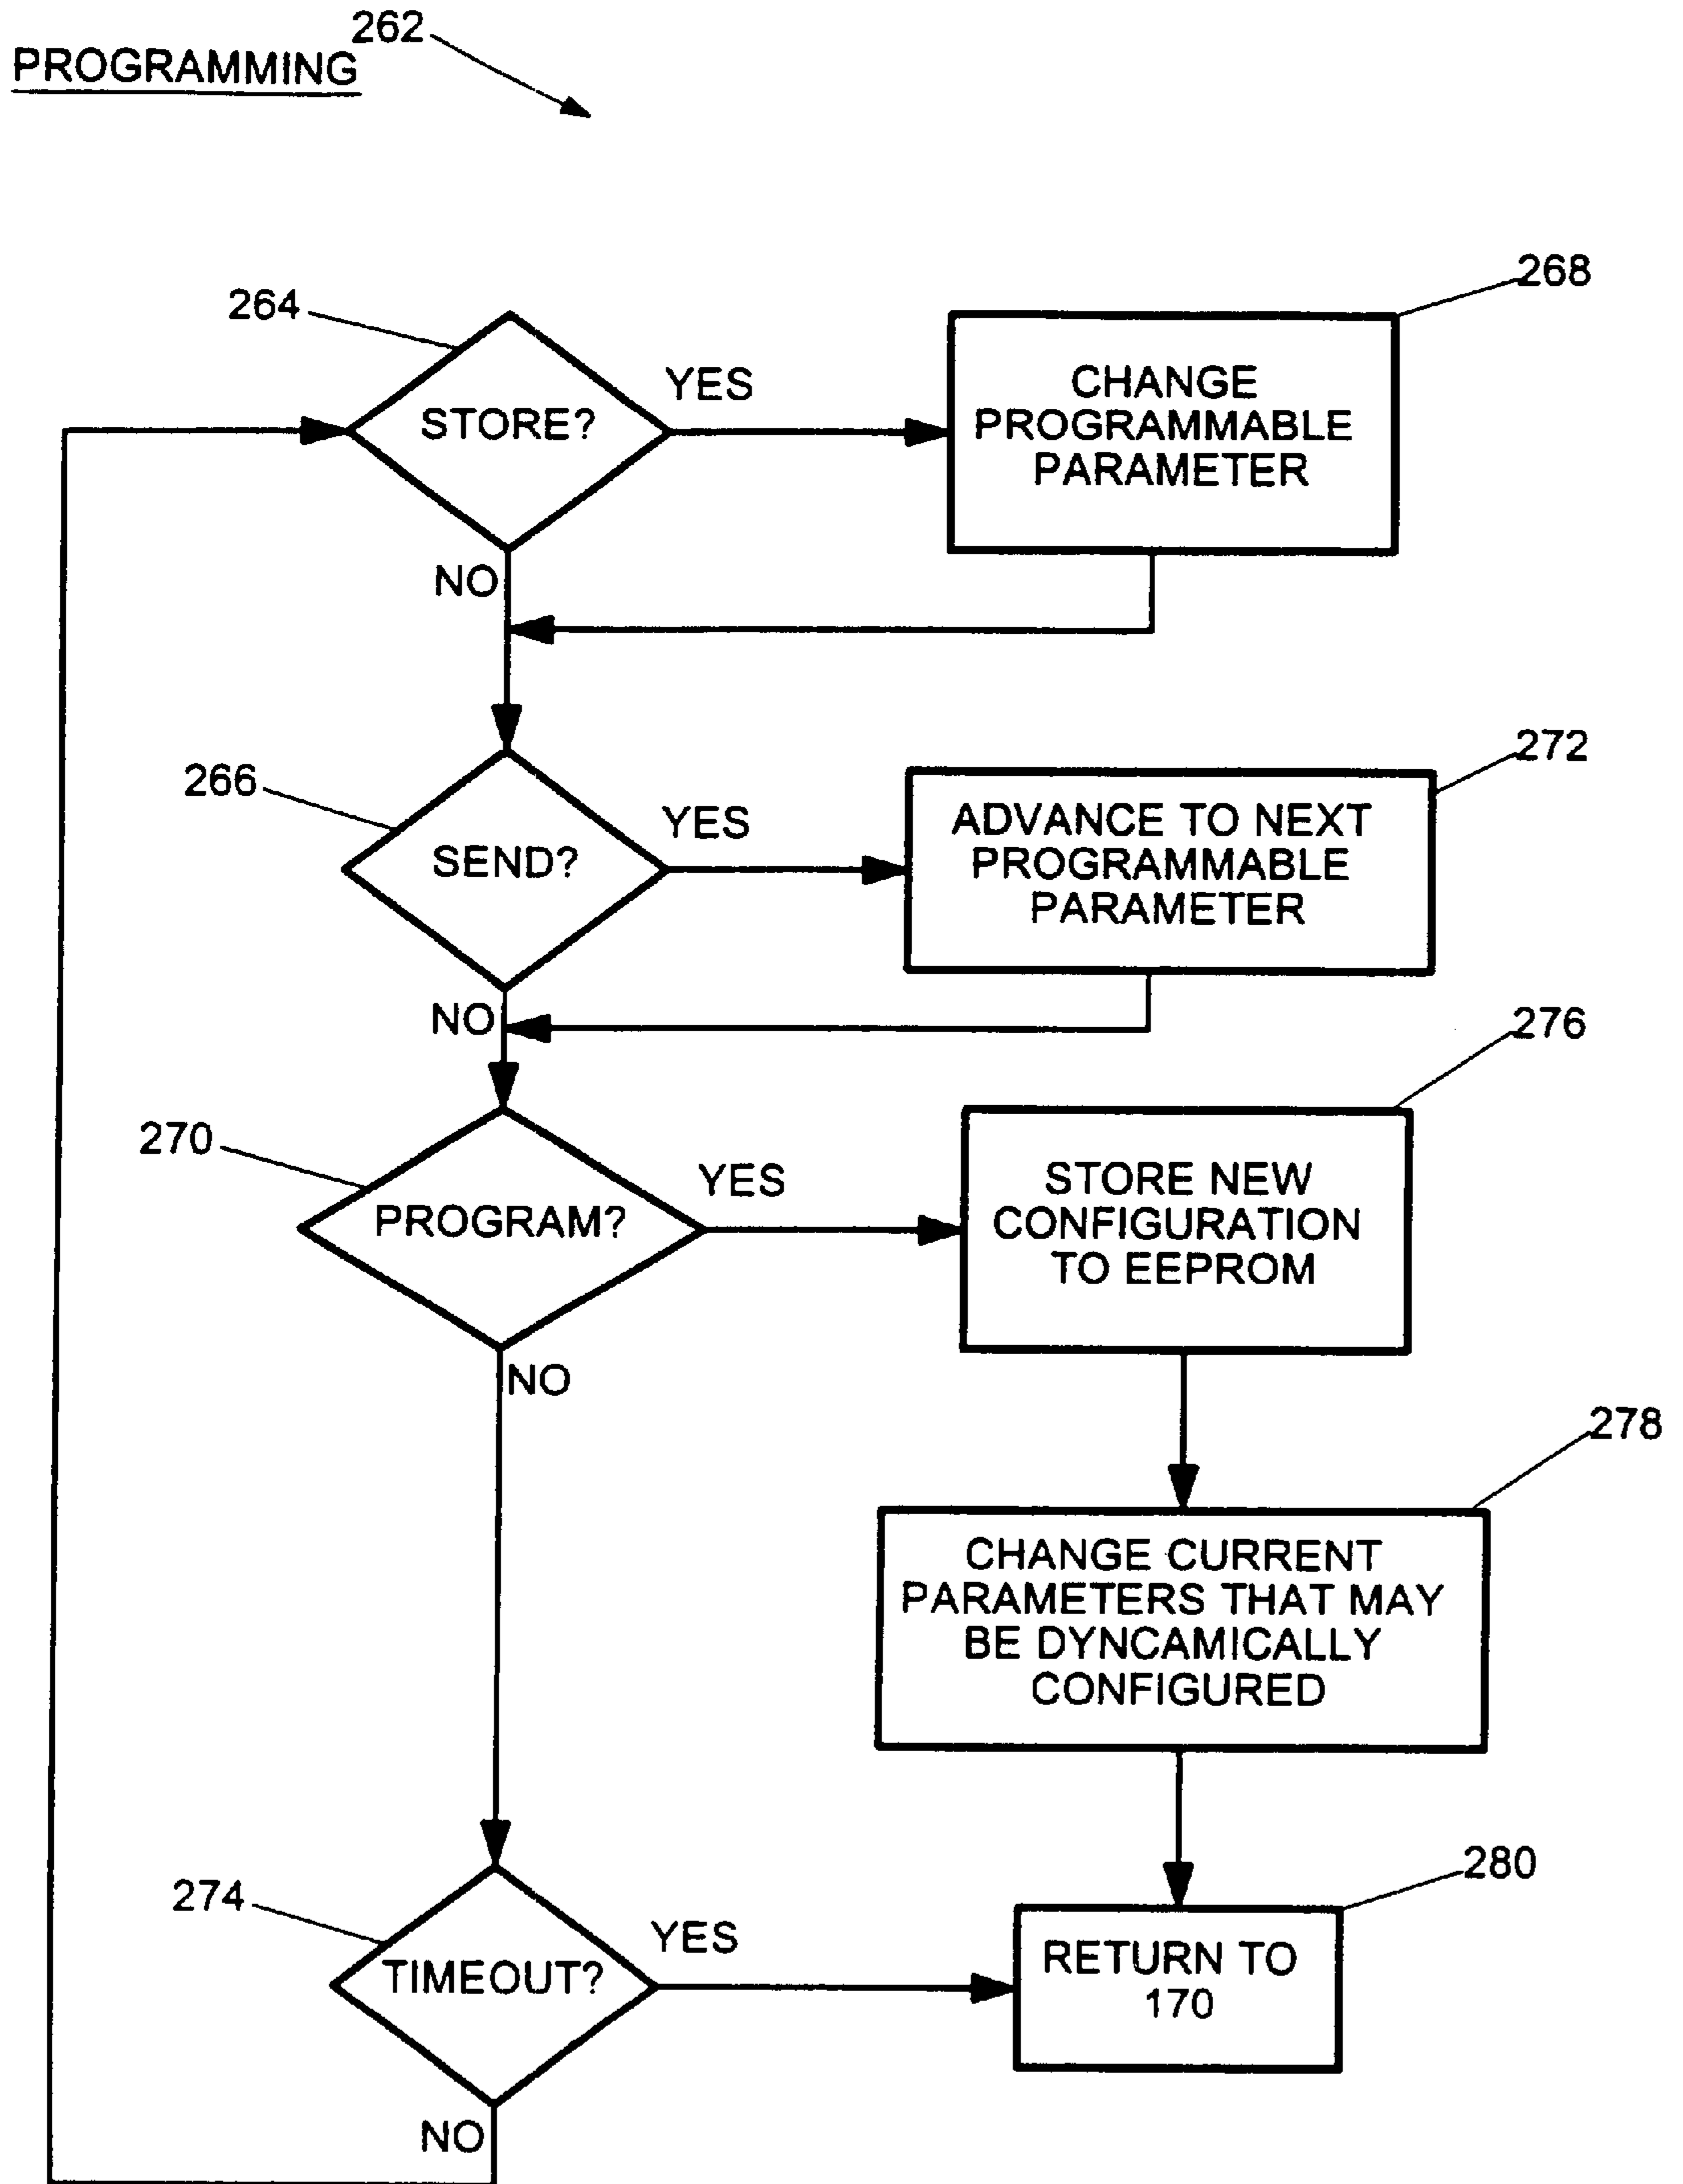 262
PROGRAMMING
268
264
YES
CHANGE
PROGRAMMABLE
PARAMETER
STORE?
NO
272
266
YES
ADVANCE TO NEXT
PROGRAMMABLE
PARAMETER
SEND?
NO
276
270
YES
STORE NEW
CONFIGURATION
TO EEPROM
PROGRAM?
NO
278
CHANGE CURRENT
PARAMETERS THAT MAY
BE DYNCAMICALLY
CONFIGURED
280
274
YES
RETURN TO
170
TIMEOUT?
NO